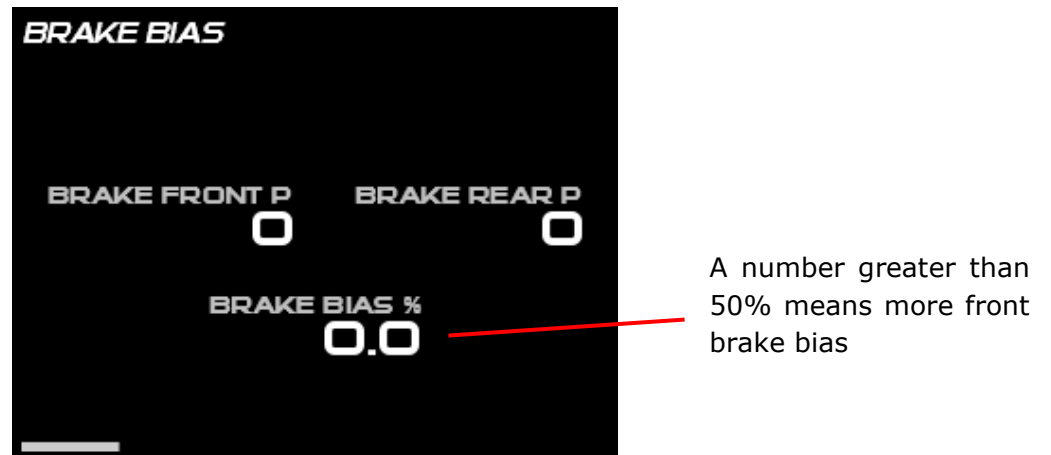 BRAKE BIAS
BRAKE FRONT P
BRAKE REAR P
0
0
BRAKE BIAS %
0.0
A number greater than
50% means more front
brake bias